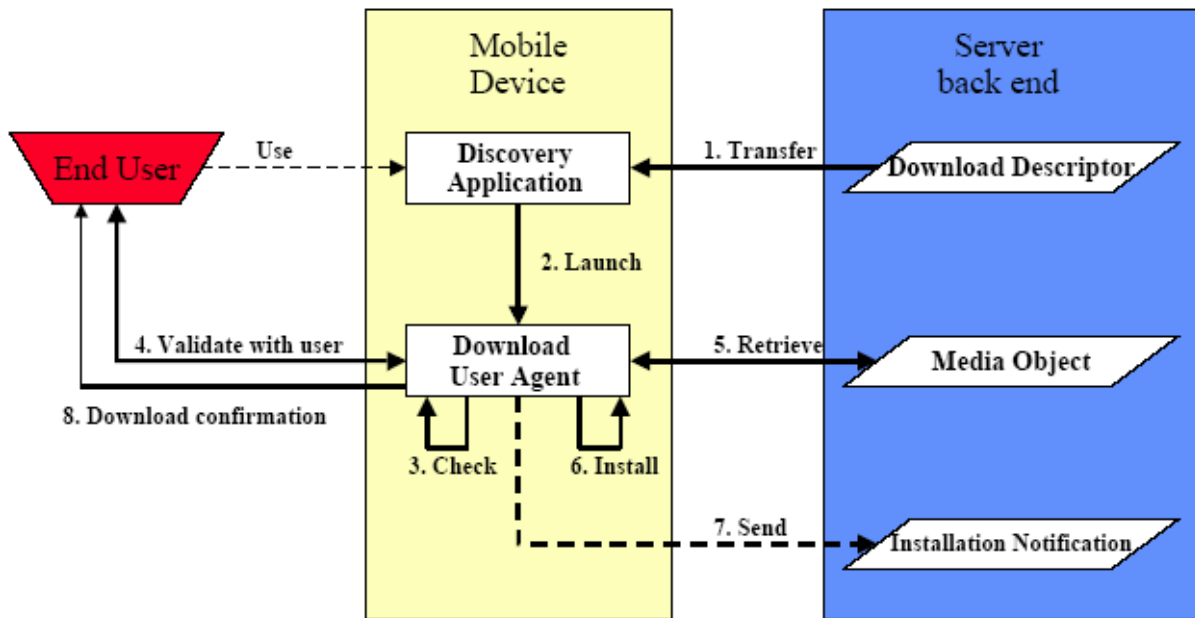 Mobile
Device
Server
back end
End User
Use
Discovery
Application
1. Transfer
Download Descriptor
2. Launch
4. Validate with user
Download
User Agent
5. Retrieve
Media Object
8. Download confirmation
3. Check
6. Install
7. Send
Installation Notification